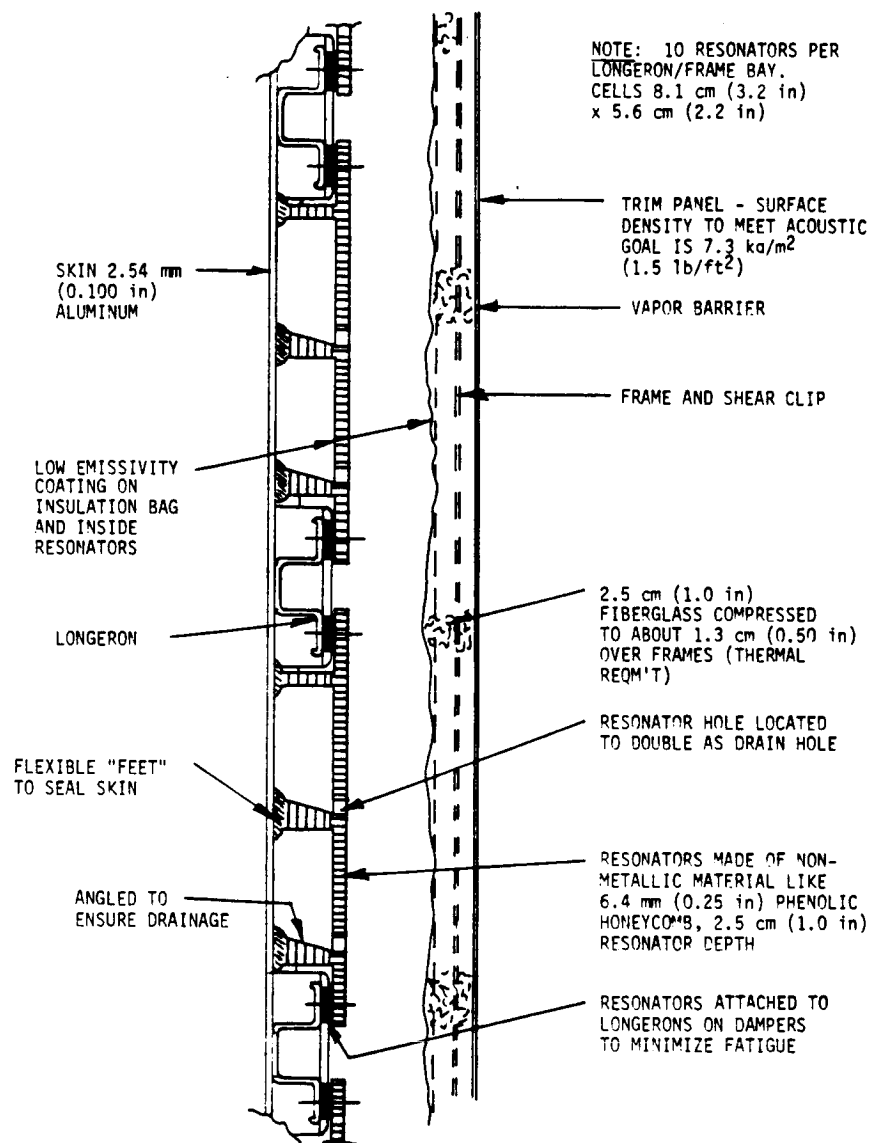 NOTE: 10 RESONATORS PER
LONGERON/FRAME BAY.
CELLS 8.1 cm (3.2 in)
x 5.6 cm (2.2 in)
TRIM PANEL - SURFACE
DENSITY TO MEET ACOUSTIC
GOAL IS 7.3 ka/m²
(1.5 lb/ft²)
SKIN 2.54 mm
(0.100 in)
ALUMINUM
VAPOR BARRIER
FRAME AND SHEAR CLIP
LOW EMISSIVITY
COATING ON
INSULATION BAG
AND INSIDE
RESONATORS
2.5 cm (1.0 in)
FIBERGLASS COMPRESSED
TO ABOUT 1.3 cm (0.50 in)
OVER FRAMES (THERMAL
REQM'T)
LONGERON
RESONATOR HOLE LOCATED
TO DOUBLE AS DRAIN HOLE
FLEXIBLE "FEET"
TO SEAL SKIN
RESONATORS MADE OF NON-
METALLIC MATERIAL LIKE
6.4 mm (0.25 in) PHENOLIC
HONEYCOMB, 2.5 cm (1.0 in)
RESONATOR DEPTH
ANGLED TO
ENSURE DRAINAGE
RESONATORS ATTACHED TO
LONGERONS ON DAMPERS
TO MINIMIZE FATIGUE